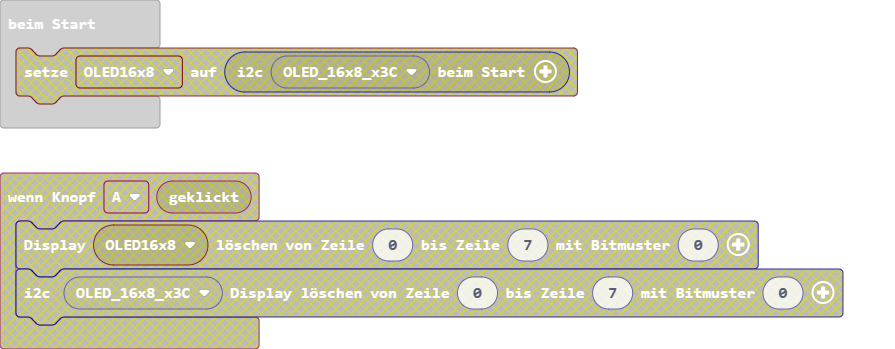 beim Start
setze OLED16x8 auf i2c OLED_16x8_x3C beim Start
wenn Knopf A geklickt
Display OLED16x8 löschen von Zeile 0 bis Zeile 7 mit Bitmuster 0
i2c OLED_16x8_x3C Display löschen von Zeile 0 bis Zeile 7 mit Bitmuster 0